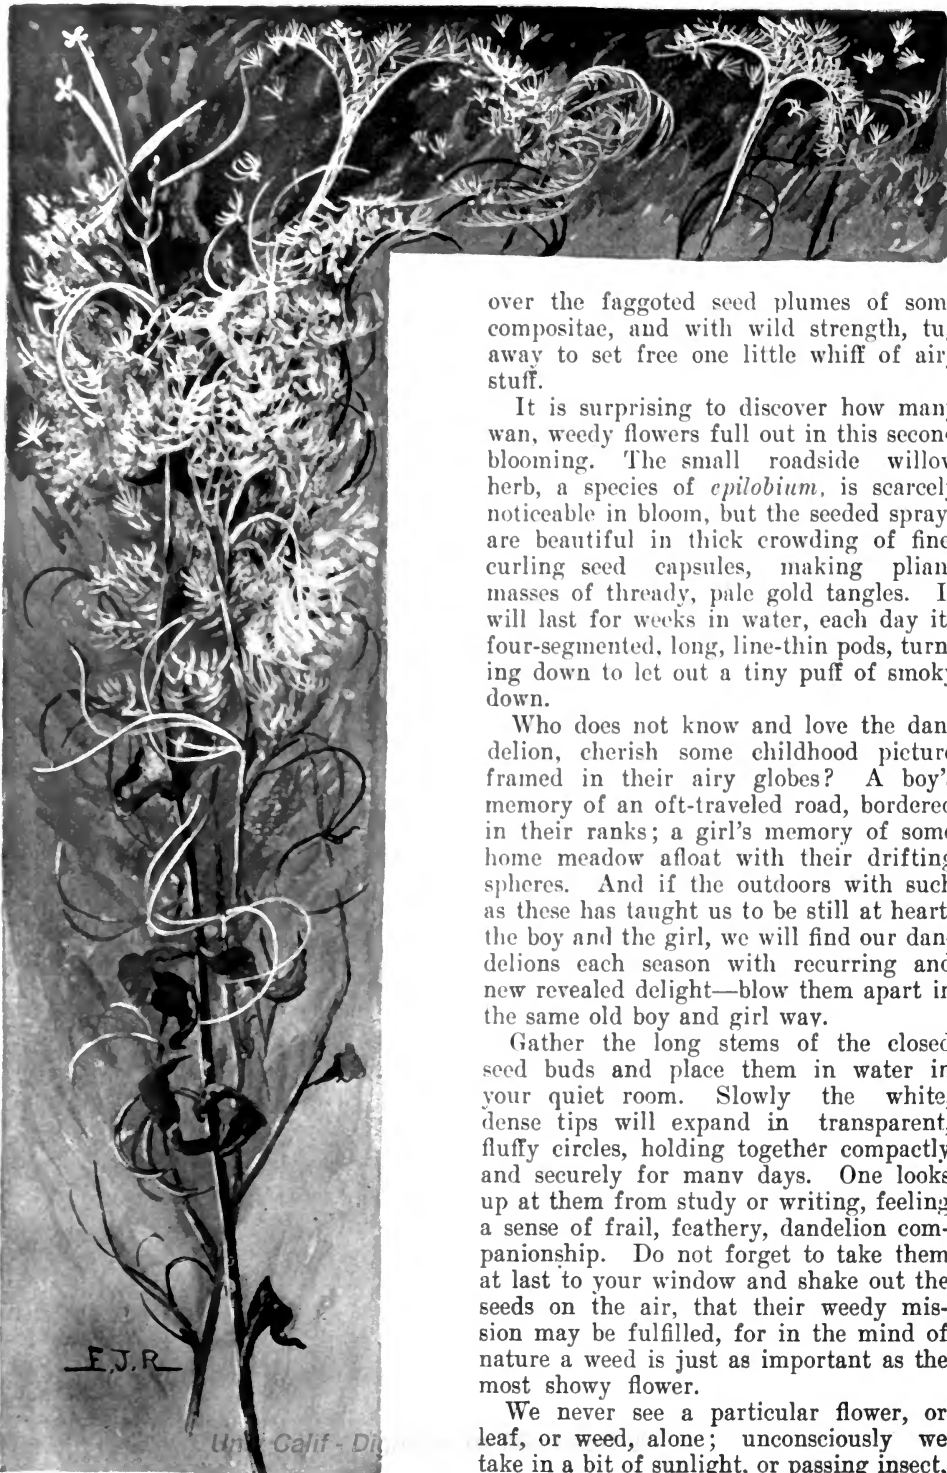 over the faggoted seed plumes of som
compositae, and with wild strength, tu
away to set free one little whiff of air
stuff.
It is surprising to discover how man
wan, weedy flowers full out in this secon
blooming. The small roadside willo
herb, a species of epilobium, is scarcel
noticeable in bloom, but the seeded spray
are beautiful in thick crowding of fine
curling seed capsules, making plian
masses of thready, pale gold tangles. I
will last for weeks in water, each day it
four-segmented, long, line-thin pods, turn
ing down to let out a tiny puff of smok
down.
Who does not know and love the dan
delion, cherish some childhood pictur
framed in their airy globes? A boy'
memory of an oft-traveled road, bordered
in their ranks; a girl's memory of some
home meadow afloat with their drifting
spheres. And if the outdoors with such
as these has taught us to be still at heart
the boy and the girl, we will find our dan
delions each season with recurring and
new revealed delight—blow them apart in
the same old boy and girl way.
Gather the long stems of the closed
seed buds and place them in water in
your quiet room. Slowly the white,
dense tips will expand in transparent,
fluffy circles, holding together compactly
and securely for many days. One looks
up at them from study or writing, feeling
a sense of frail, feathery, dandelion com-
panionship. Do not forget to take them
at last to your window and shake out the
seeds on the air, that their weedy mis-
sion may be fulfilled, for in the mind of
nature a weed is just as important as the
most showy flower.
We never see a particular flower, or
leaf, or weed, alone; unconsciously we
take in a bit of sunlight, or passing insect,
E.J.R
Univ Calif - Dig